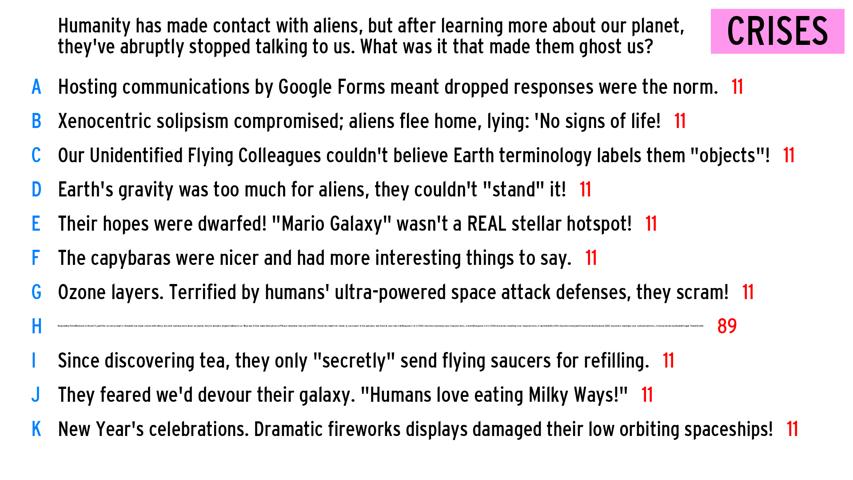 Humanity has made contact with aliens, but after learning more about our planet,
they've abruptly stopped talking to us. What was it that made them ghost us?
CRISES
A Hosting communications by Google Forms meant dropped responses were the norm. 11
B Xenocentric solipsism compromised; aliens flee home, lying: 'No signs of life! 11
C Our Unidentified Flying Colleagues couldn't believe Earth terminology labels them "objects"! 11
D Earth's gravity was too much for aliens, they couldn't "stand" it! 11
E Their hopes were dwarfed! "Mario Galaxy" wasn't a REAL stellar hotspot! 11
F The capybaras were nicer and had more interesting things to say. 11
G Ozone layers. Terrified by humans' ultra-powered space attack defenses, they scram! 11
H 89
I Since discovering tea, they only "secretly" send flying saucers for refilling. 11
J They feared we'd devour their galaxy. "Humans love eating Milky Ways!" 11
K New Year's celebrations. Dramatic fireworks displays damaged their low orbiting spaceships! 11